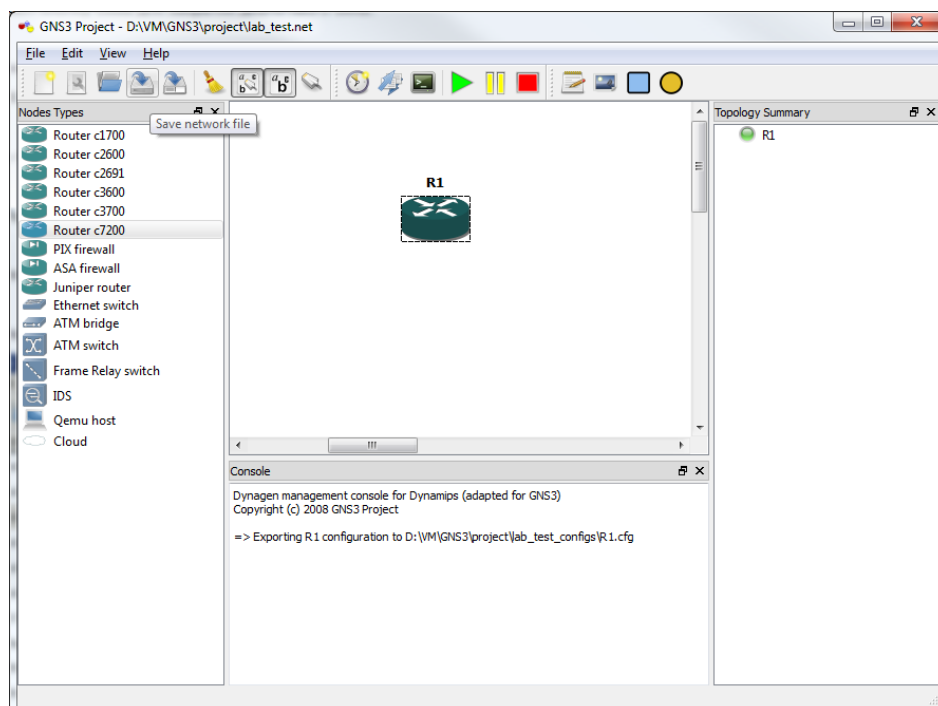 GNS3 Project - D:\VM\GNS3\project\lab_test.net
File Edit View Help
Nodes Types
Save network file
Topology Summary
Router c1700
Router c2600
Router c2691
Router c3600
Router c3700
Router c7200
PIX firewall
ASA firewall
Juniper router
Ethernet switch
ATM bridge
ATM switch
Frame Relay switch
IDS
Qemu host
Cloud
R1
R1
Console
Dynagen management console for Dynamips (adapted for GNS3)
Copyright (c) 2008 GNS3 Project
=> Exporting R1 configuration to D:\VM\GNS3\project\lab_test_configs\R1.cfg